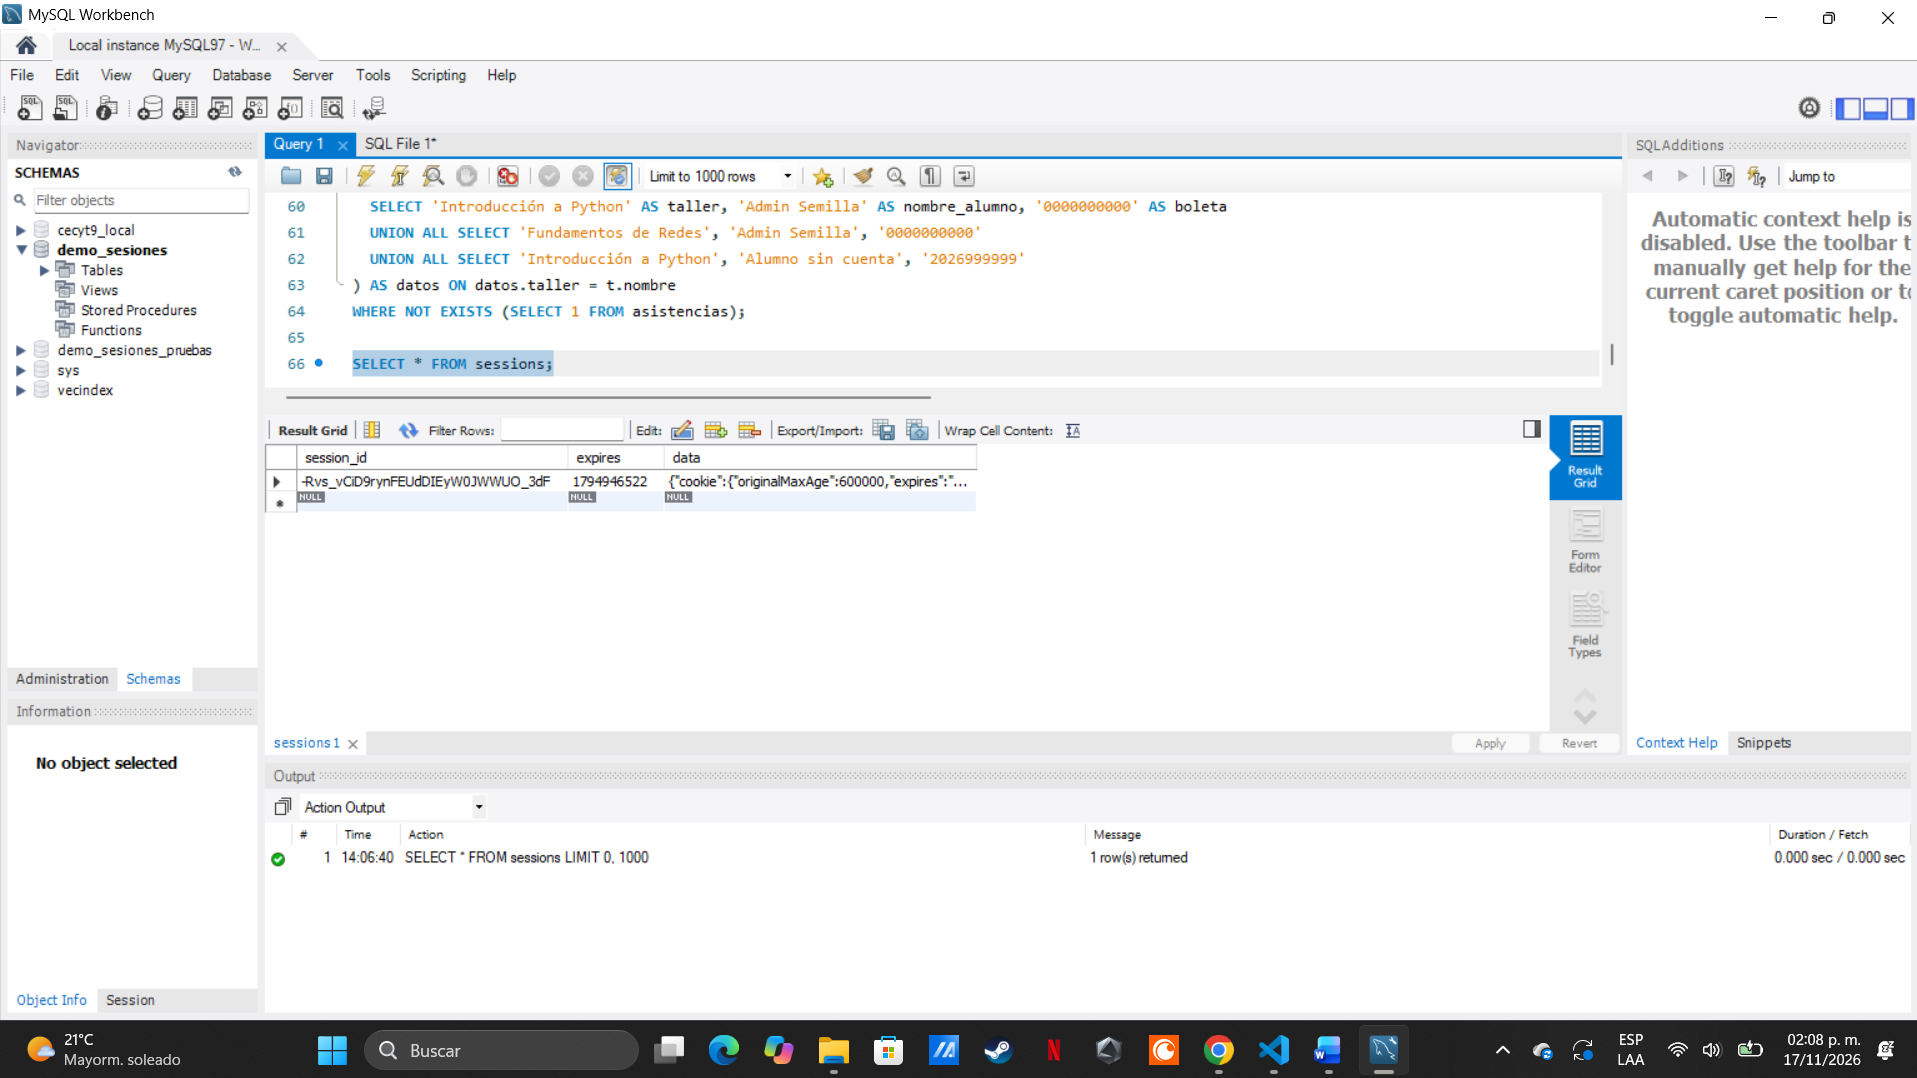 MySQL Workbench
Local instance MySQL97 - W...
File Edit View Query Database Server Tools Scripting Help
Navigator
SCHEMAS
Filter objects
cecyt9_local
demo_sesiones
Tables
Views
Stored Procedures
Functions
demo_sesiones_pruebas
sys
vecindex
Administration Schemas
Information
No object selected
Object Info Session
Query 1 SQL File 1*
Limit to 1000 rows
60 SELECT 'Introducción a Python' AS taller, 'Admin Semilla' AS nombre_alumno, '0000000000' AS boleta
61 UNION ALL SELECT 'Fundamentos de Redes', 'Admin Semilla', '0000000000'
62 UNION ALL SELECT 'Introducción a Python', 'Alumno sin cuenta', '2026999999'
63 ) AS datos ON datos.taller = t.nombre
64 WHERE NOT EXISTS (SELECT 1 FROM asistencias);
65
66 SELECT * FROM sessions;
Result Grid Filter Rows: Edit: Export/Import: Wrap Cell Content:
session_id expires data
-Rvs_vCiD9rynFEUdDIEyW0JWWUO_3dF 1794946522 {"cookie":{"originalMaxAge":600000,"expires":"...
NULL NULL NULL
Result Grid
Form Editor
Field Types
sessions 1
Apply Revert
SQLAdditions
Jump to
Automatic context help is
disabled. Use the toolbar t
manually get help for the
current caret position or to
toggle automatic help.
Context Help Snippets
Output
Action Output
# Time Action Message Duration / Fetch
1 14:06:40 SELECT * FROM sessions LIMIT 0, 1000 1 row(s) returned 0.000 sec / 0.000 sec
21°C
Mayorm. soleado
Buscar
ESP
LAA
02:08 p. m.
17/11/2026